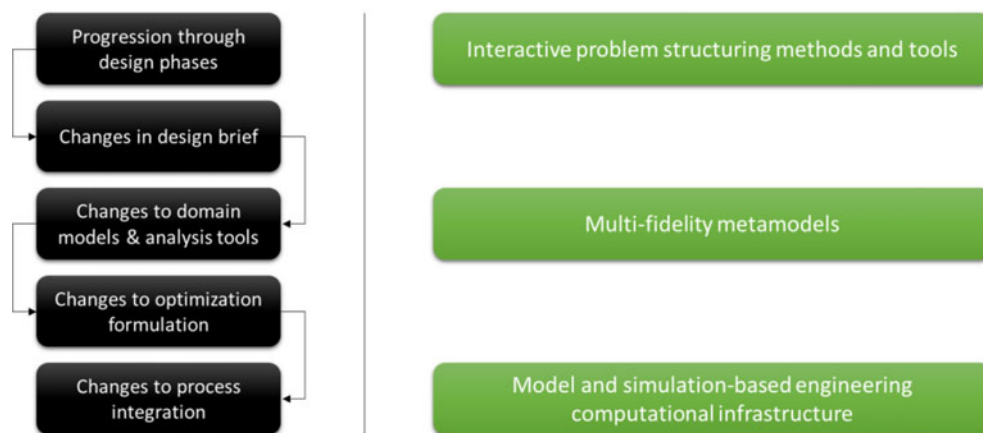 Progression through
design phases
Changes in design brief
Changes to domain
models & analysis tools
Changes to optimization
formulation
Changes to process
integration
Interactive problem structuring methods and tools
Multi-fidelity metamodels
Model and simulation-based engineering
computational infrastructure